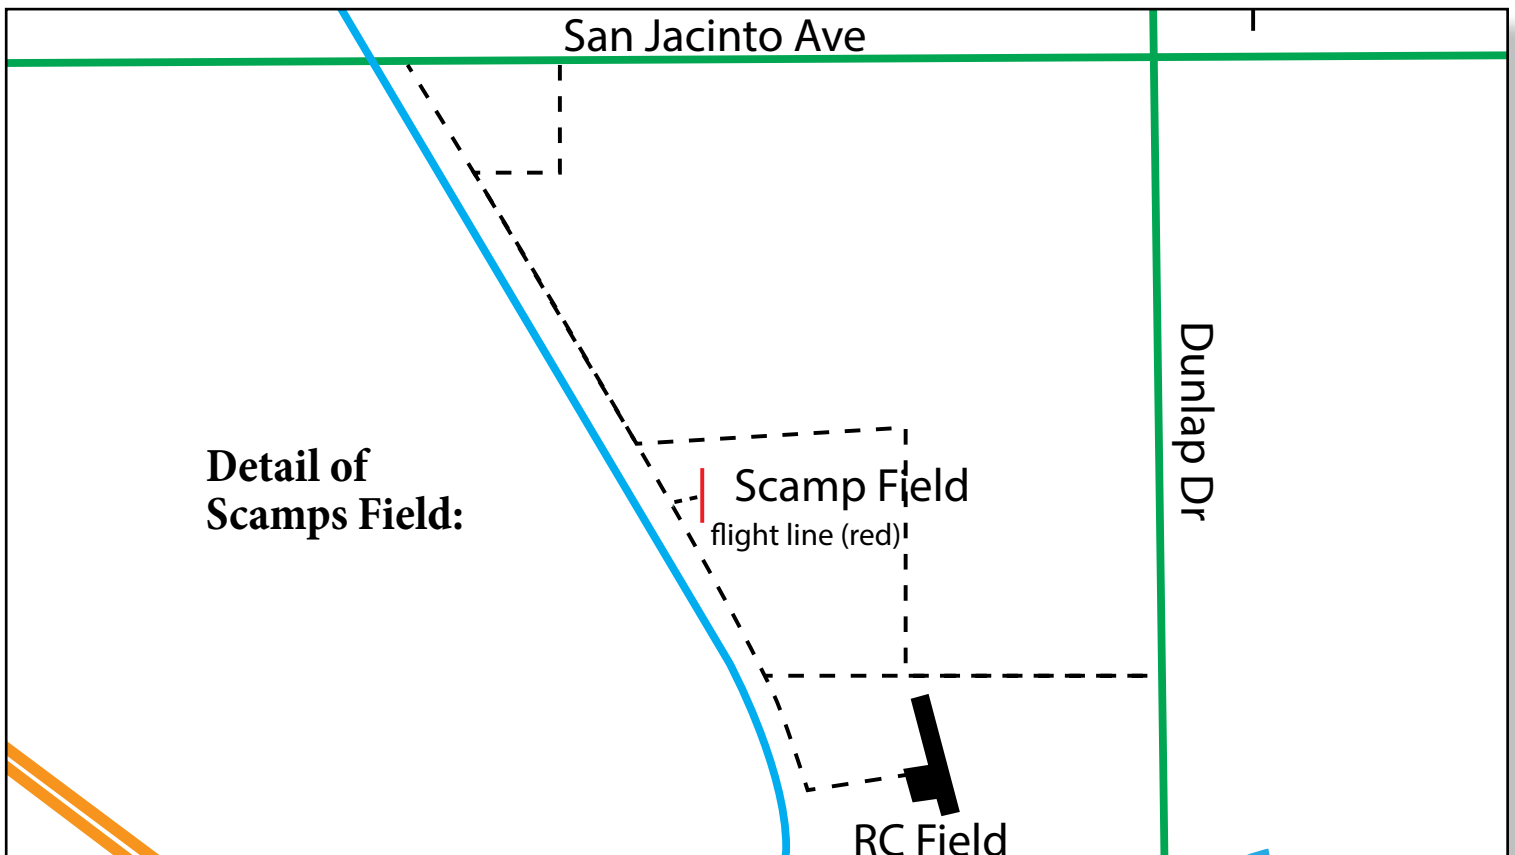 San Jacinto Ave
Dunlap Dr
Detail of
Scamps Field:
Scamp Field
flight line (red)
RC Field